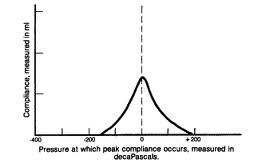 Compliance, measured in ml
-400 -200 0 +200
Pressure at which peak compliance occurs, measured in
decaPascals.